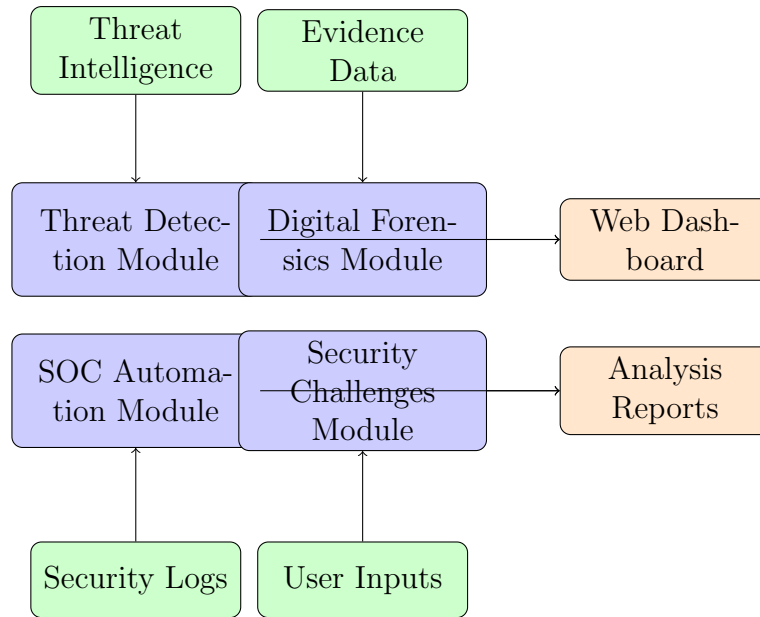 Threat
Intelligence
Evidence
Data
Threat Detec-
tion Module
Digital Foren-
sics Module
Web Dash-
board
SOC Automa-
tion Module
Security
Challenges
Module
Analysis
Reports
Security Logs
User Inputs